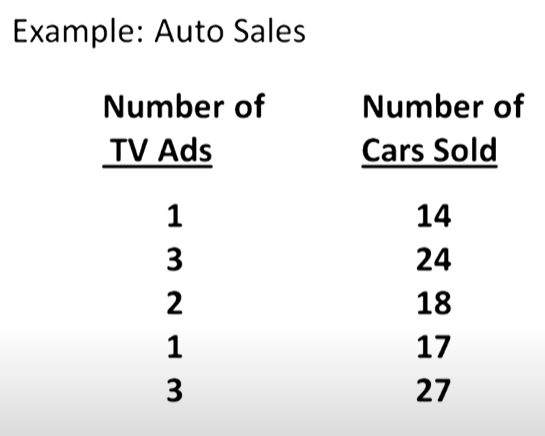 Example: Auto Sales
Number of Number of
TV Ads Cars Sold
1 14
3 24
2 18
1 17
3 27